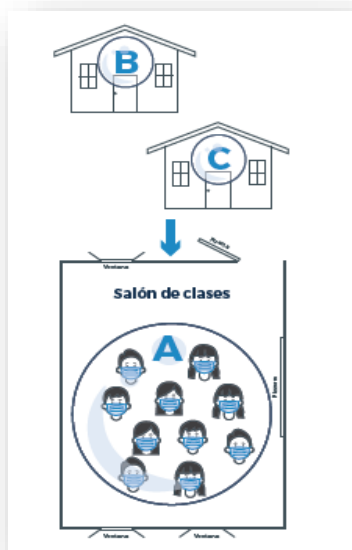 B
C
Puerta
Ventana
Salón de clases
A
Pizarra
Ventana
Ventana